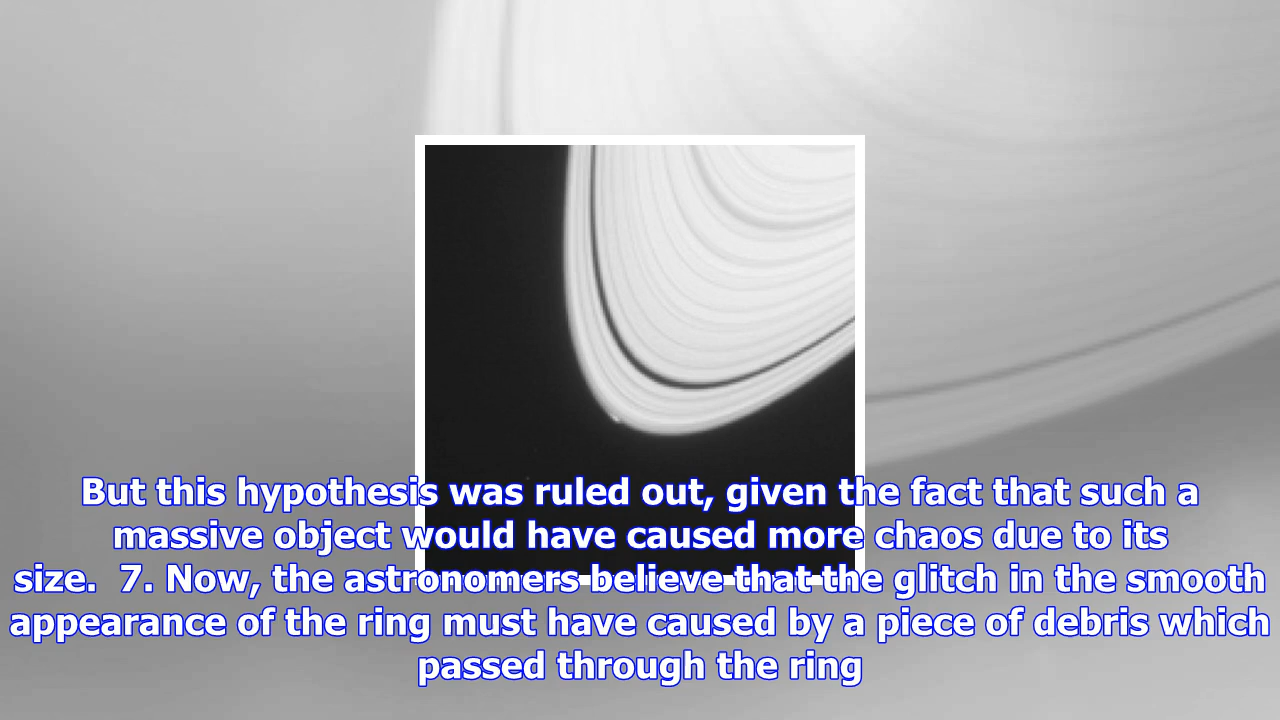 But this hypothesis was ruled out, given the fact that such a
massive object would have caused more chaos due to its
size.  7. Now, the astronomers believe that the glitch in the smooth
appearance of the ring must have caused by a piece of debris which
passed through the ring